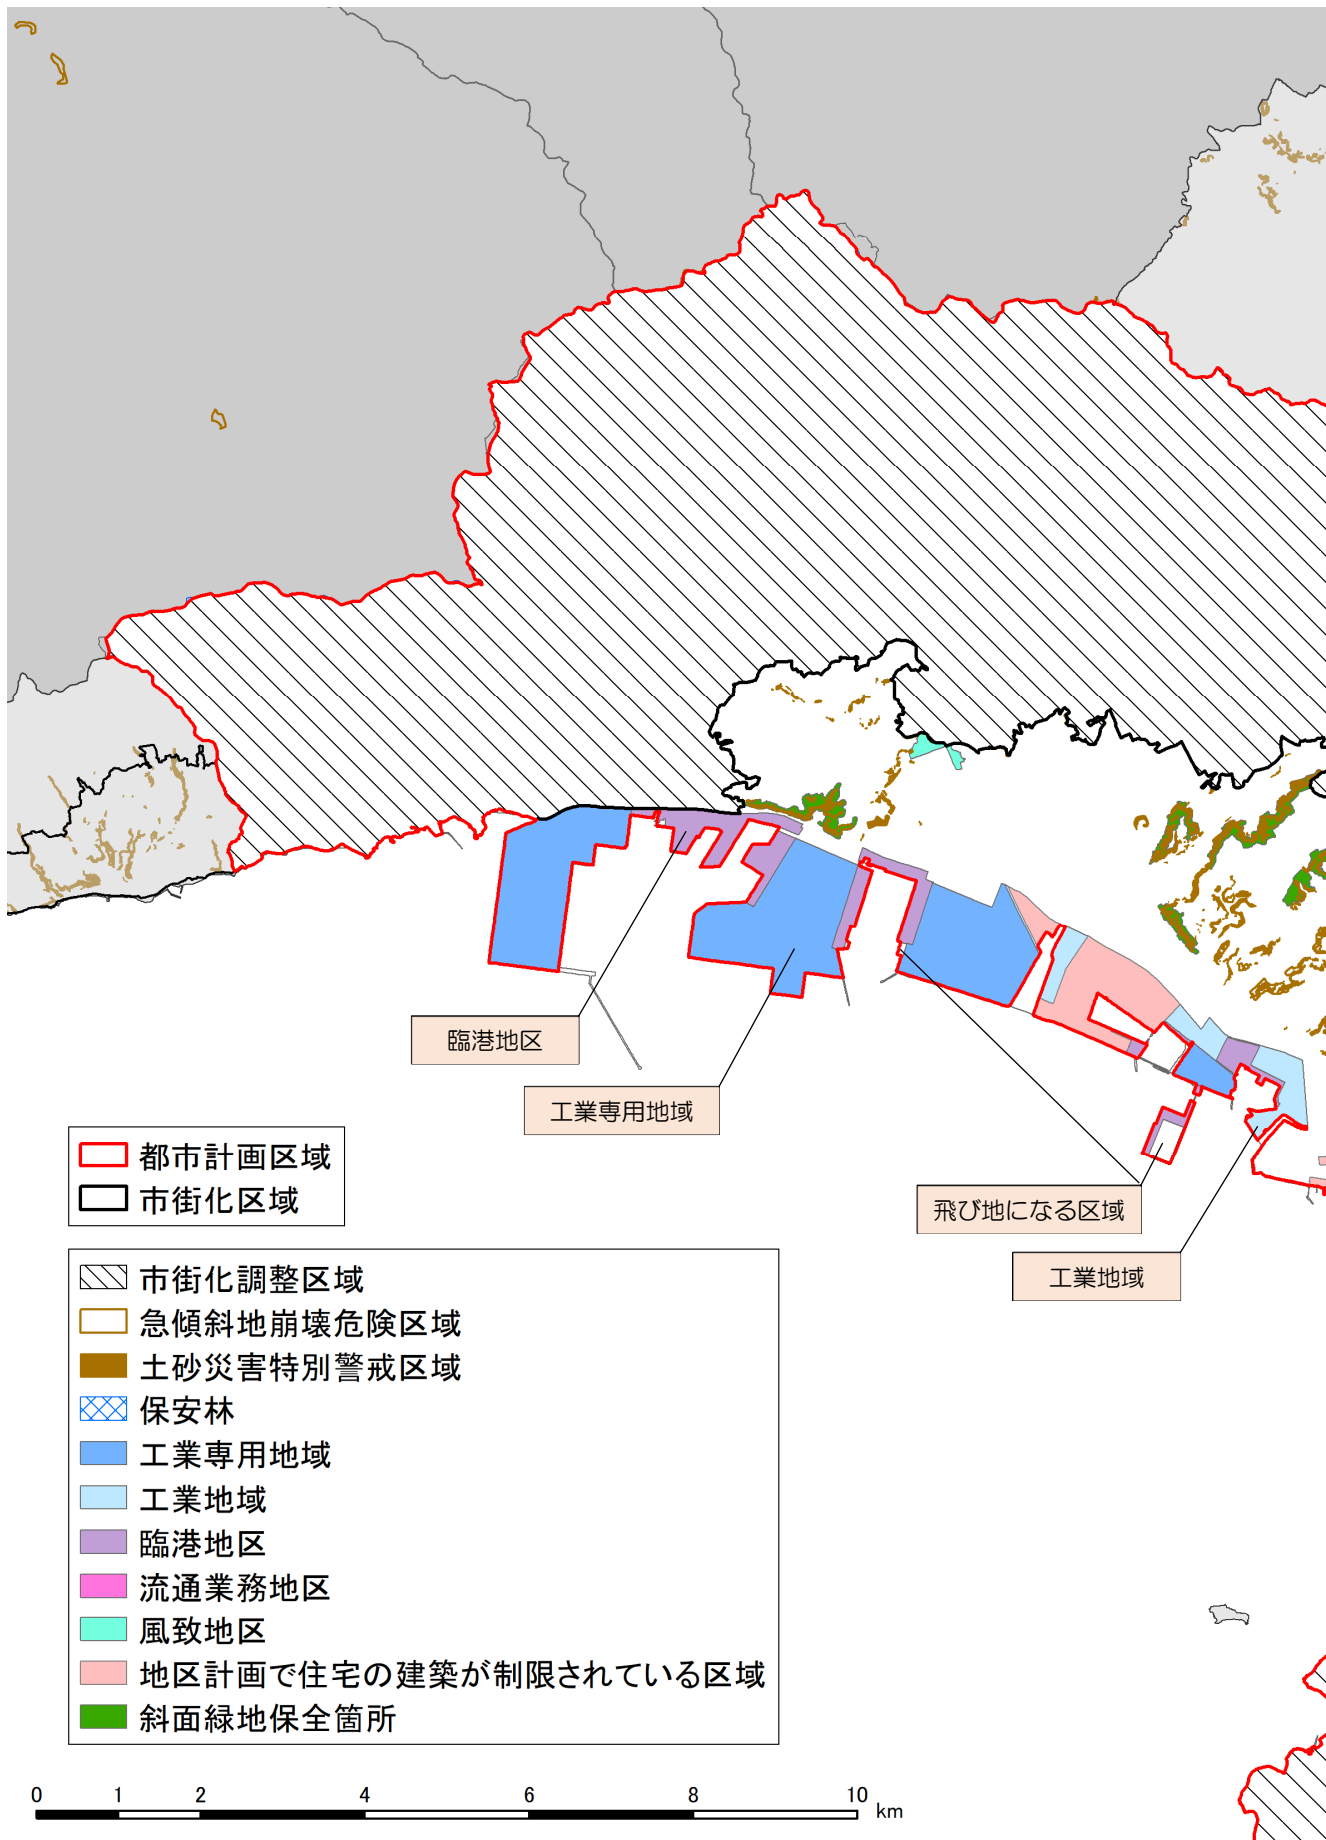 臨港地区
工業専用地域
飛び地になる区域
工業地域
都市計画区域
市街化区域
市街化調整区域
急傾斜地崩壊危険区域
土砂災害特別警戒区域
保安林
工業専用地域
工業地域
臨港地区
流通業務地区
風致地区
地区計画で住宅の建築が制限されている区域
斜面緑地保全箇所
0 1 2 4 6 8 10 km